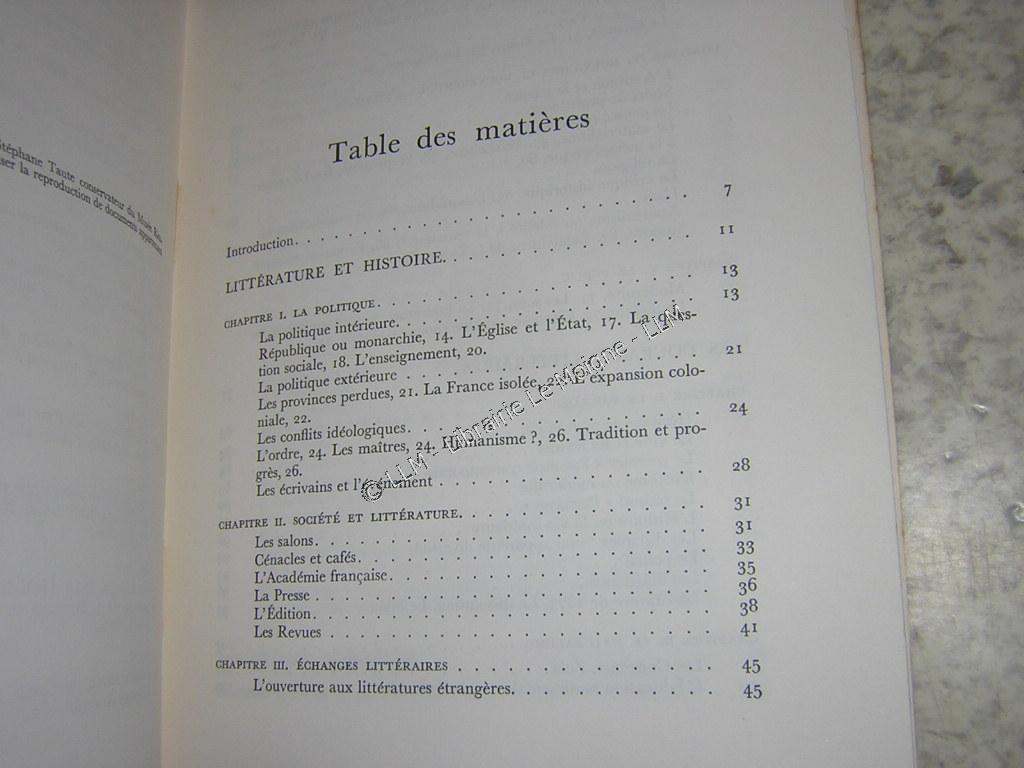 Stéphane Taute conservateur du Musée
la reproduction de document
Table des matières
Introduction. . . . . . . . . . . . . . . . 7
LITTÉRATURE ET HISTOIRE. . . . . . . . . . . 11
CHAPITRE I. LA POLITIQUE. . . . . . . . . . . . . 13
La politique intérieure. . . . . . . . . . . . 13
République ou monarchie, 14. L'Église et l'État, 17. La ques-
tion sociale, 18. L'enseignement, 20.
La politique extérieure . . . . . . . . . . . . 21
Les provinces perdues, 21. La France isolée, L'expansion colo-
niale, 22.
Les conflits idéologiques. . . . . . . . . . . . 24
L'ordre, 24. Les maîtres, 24. Humanisme ?, 26. Tradition et pro-
grès, 26.
Les écrivains et l'événement . . . . . . . . . . . 28
CHAPITRE II. SOCIÉTÉ ET LITTÉRATURE. . . . . . . . . . 31
Les salons. . . . . . . . . . . . . . . . 31
Cénacles et cafés. . . . . . . . . . . . . . 33
L'Académie française. . . . . . . . . . . . . 35
La Presse . . . . . . . . . . . . . . . . 36
L'Édition. . . . . . . . . . . . . . . . 38
Les Revues . . . . . . . . . . . . . . . 41
CHAPITRE III. ÉCHANGES LITTÉRAIRES . . . . . . . . . . 45
L'ouverture aux littératures étrangères. . . . . . . . 45
© LLM - Librairie Le Moigne - LLM